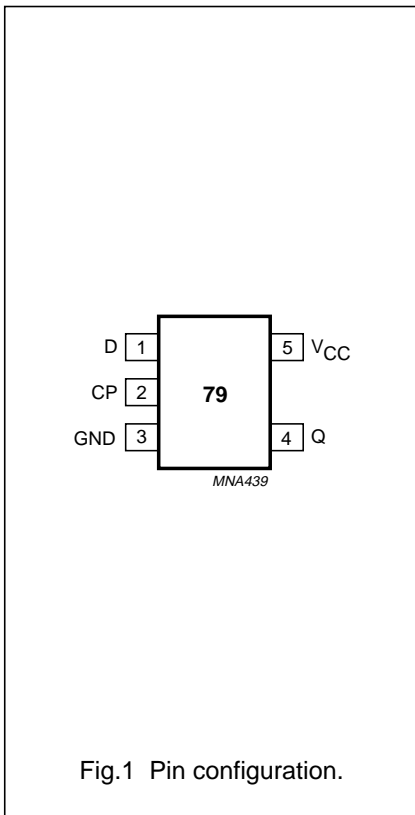 D 1 5 VCC
CP 2 79
GND 3 4 Q
MNA439
Fig.1 Pin configuration.